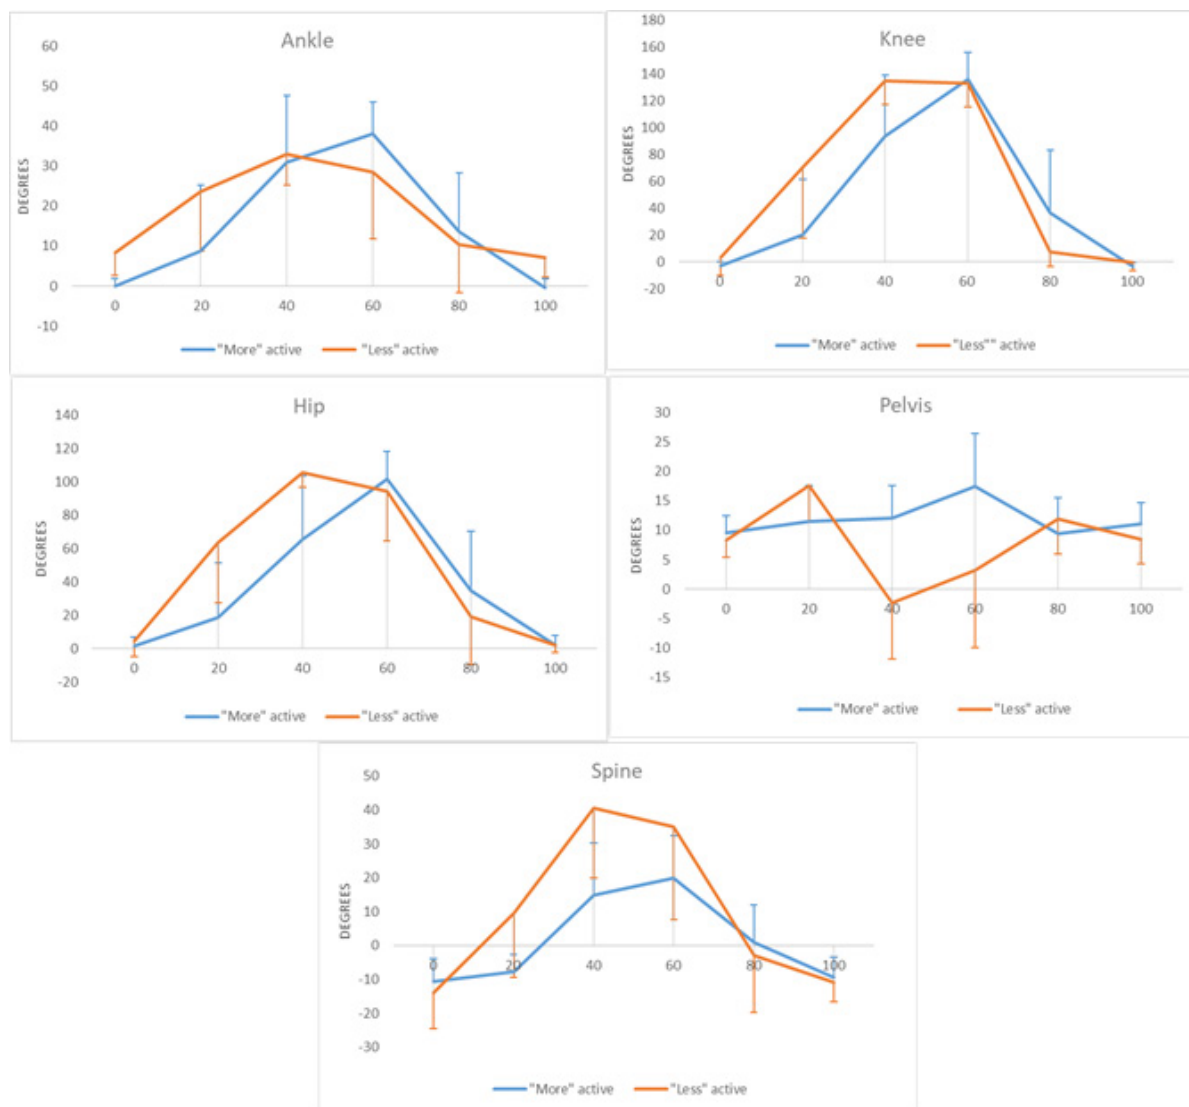 Ankle
60
50
40
30
20
10
0
-10
DEGREES
0 20 40 60 80 100
"More" active "Less" active
Knee
180
160
140
120
100
80
60
40
20
0
-20
DEGREES
0 20 40 60 80 100
"More" active "Less"" active
Hip
140
120
100
80
60
40
20
0
-20
DEGREES
0 20 40 60 80 100
"More" active "Less" active
Pelvis
30
25
20
15
10
5
0
-5
-10
-15
DEGREES
0 20 40 60 80 100
"More" active "Less" active
Spine
50
40
30
20
10
0
-10
-20
-30
DEGREES
0 20 40 60 80 100
"More" active "Less" active